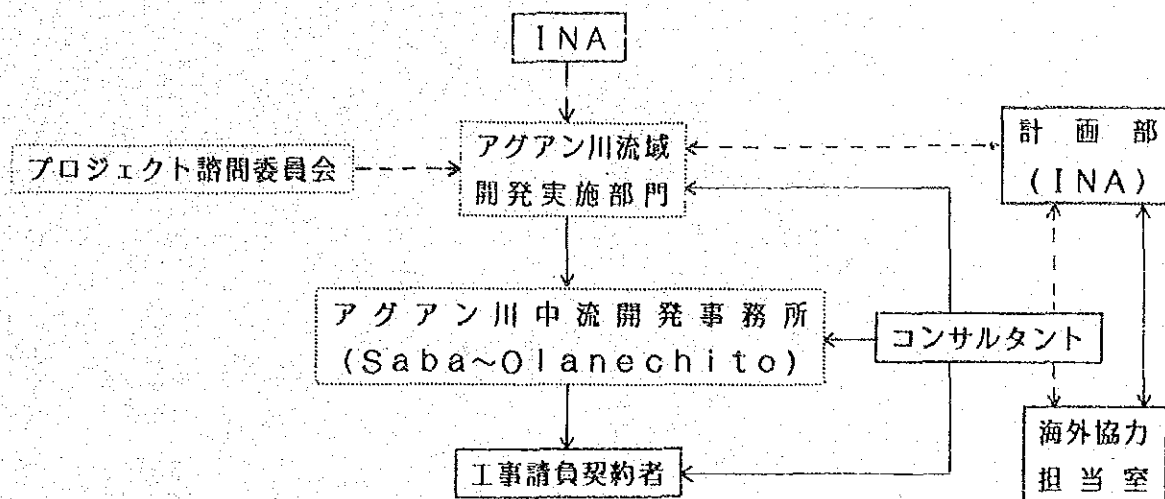 INA
プロジェクト諮問委員会
アグアン川流域
開発実施部門
計画部
(INA)
アグアン川中流開発事務所
(Saba~Olanechito)
コンサルタント
工事請負契約者
海外協力
担当室